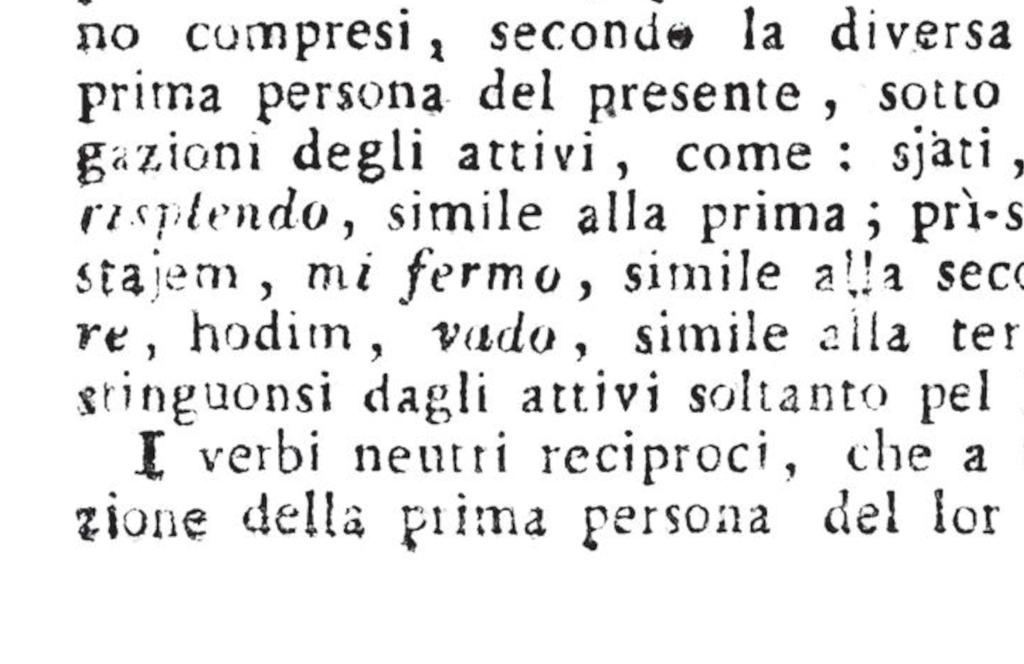 no compresi, secondo la diversa
prima persona del presente, sotto
gazioni degli attivi, come: sjàti,
risplendo, simile alla prima; prì-s
stajem, mi fermo, simile alla seco
re, hodim, vado, simile alla ter
stinguonsi dagli attivi soltanto pel
I verbi neutri reciproci, che a
zione della prima persona del lor